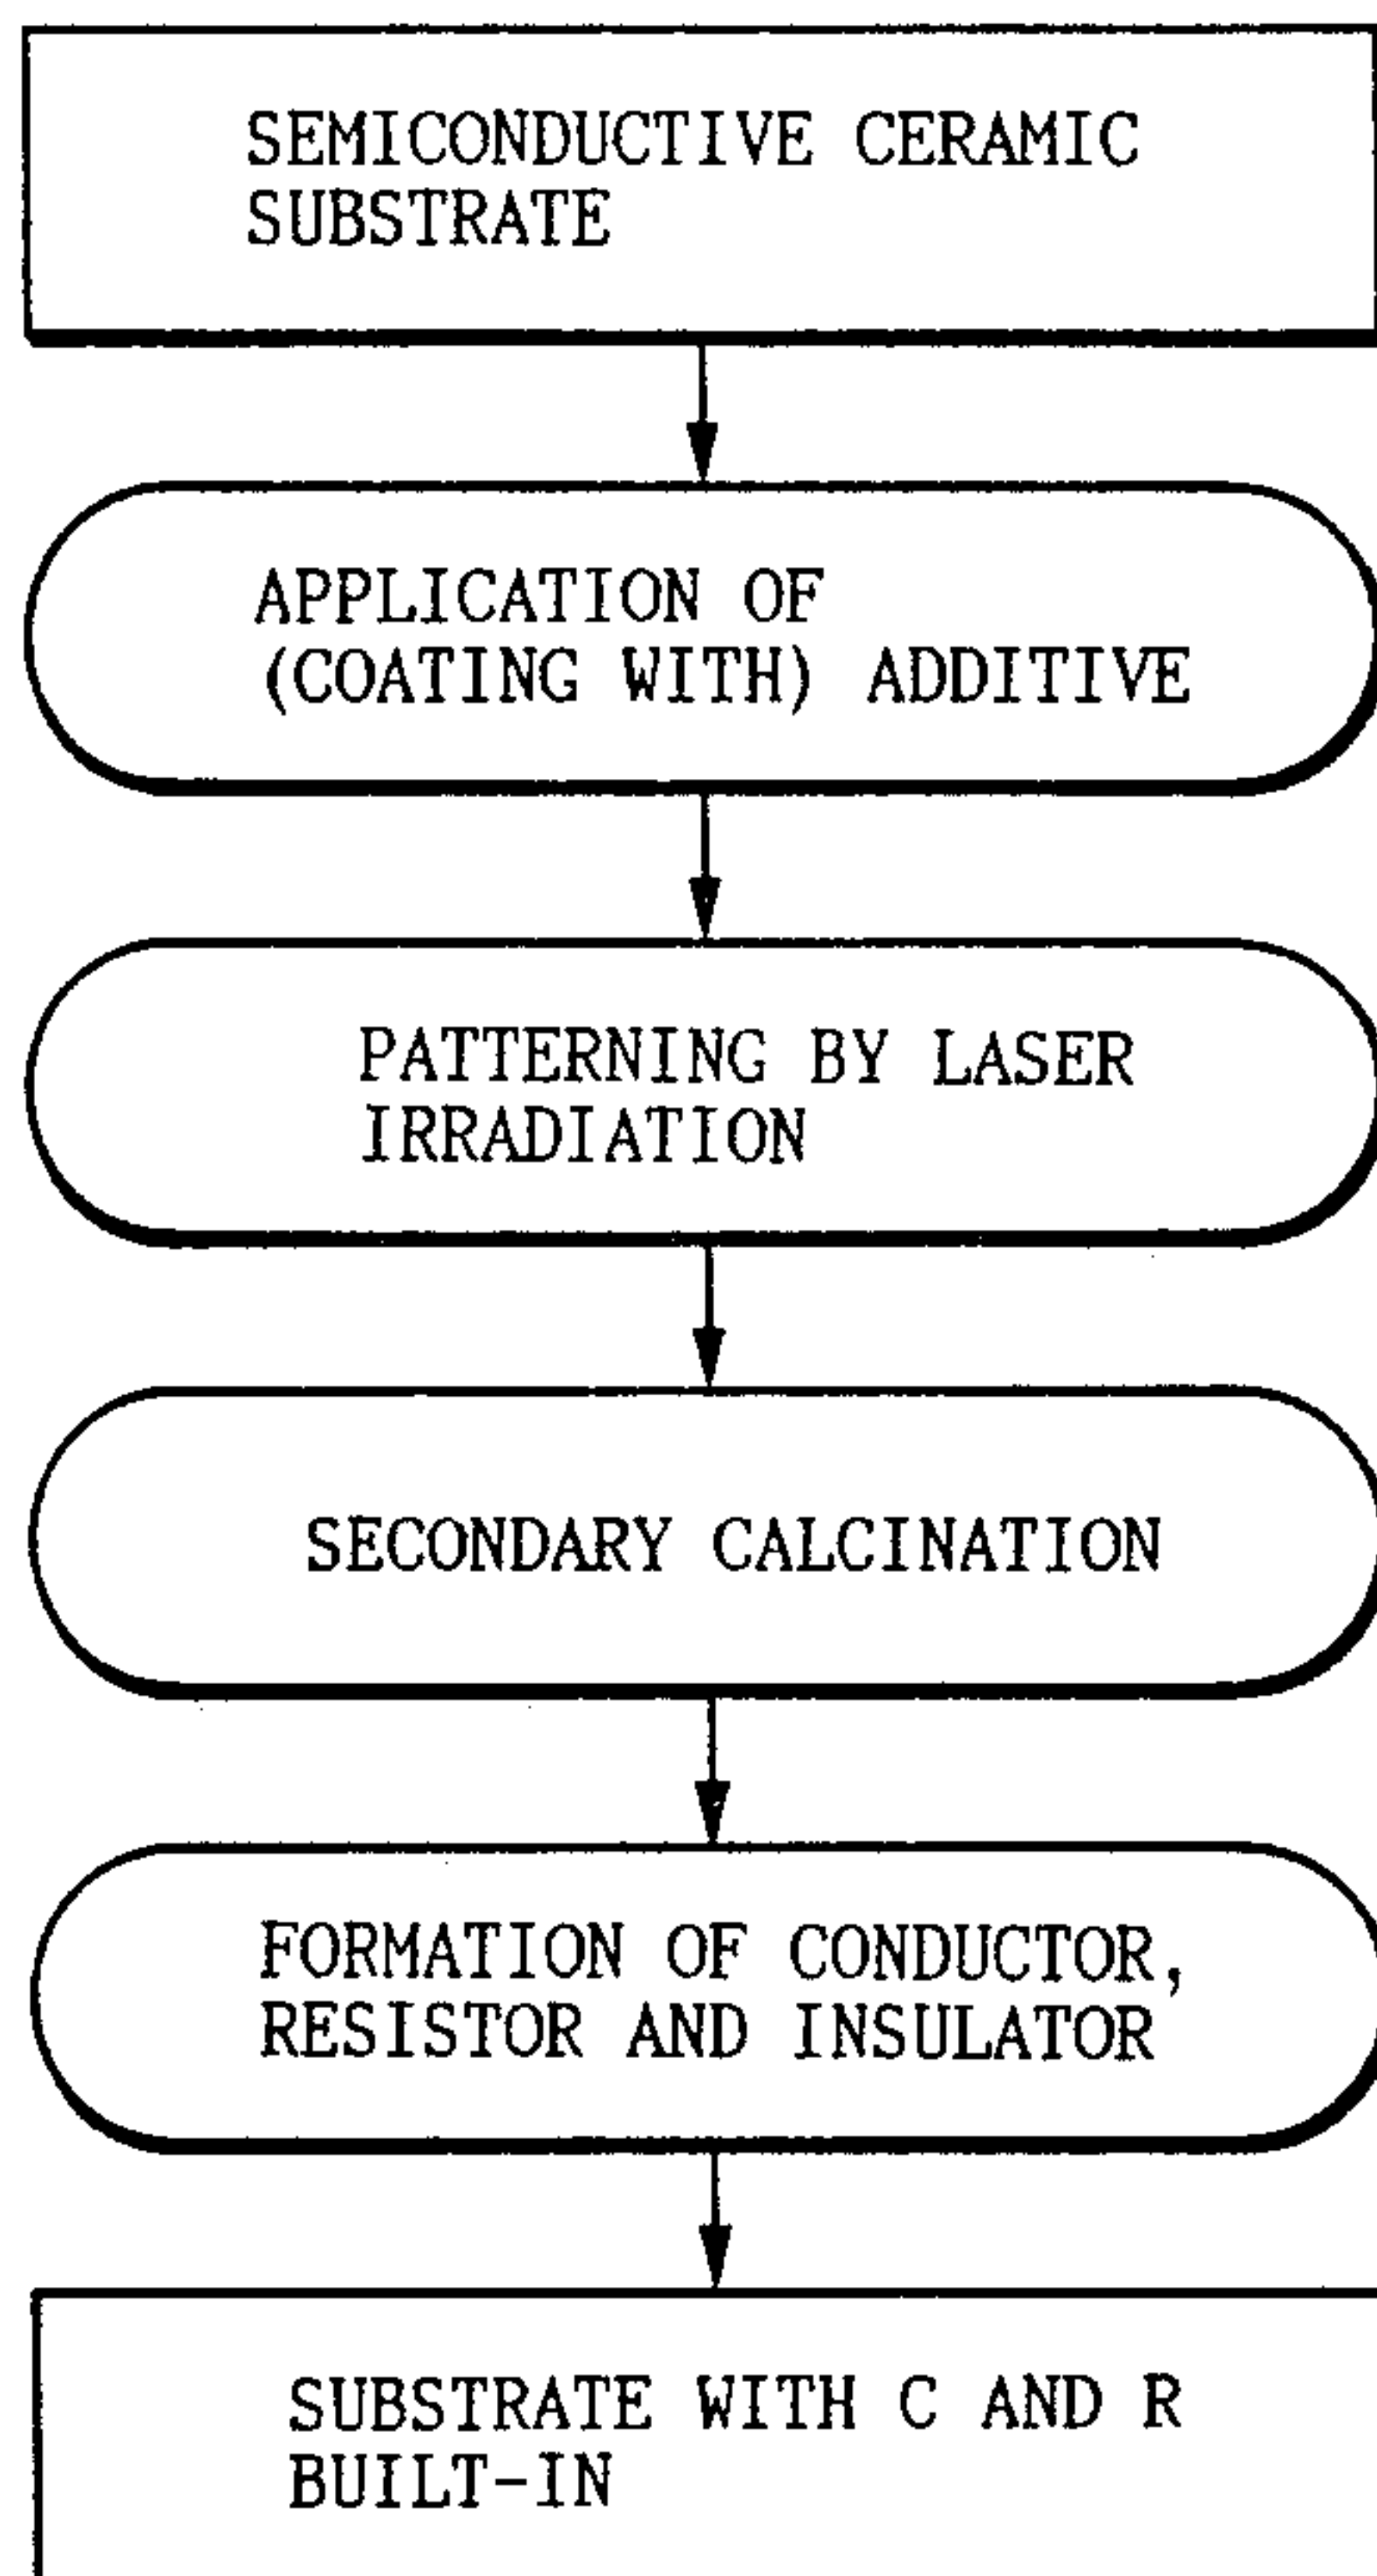 SEMICONDUCTIVE CERAMIC
SUBSTRATE
APPLICATION OF
(COATING WITH) ADDITIVE
PATTERNING BY LASER
IRRADIATION
SECONDARY CALCINATION
FORMATION OF CONDUCTOR,
RESISTOR AND INSULATOR
SUBSTRATE WITH C AND R
BUILT-IN